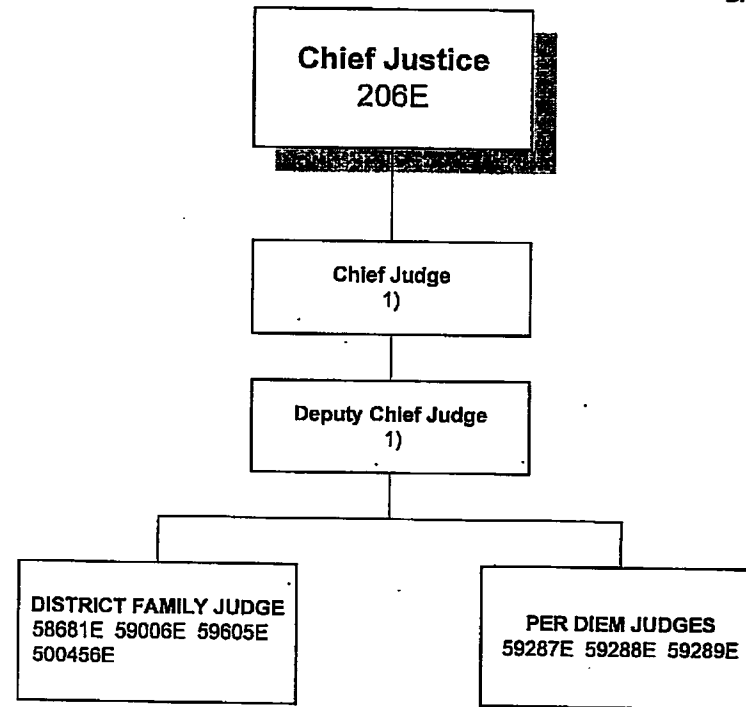 Chief Justice
206E
Chief Judge
1)
Deputy Chief Judge
1)
DISTRICT FAMILY JUDGE
58681E 59006E 59605E
500456E
PER DIEM JUDGES
59287E 59288E 59289E